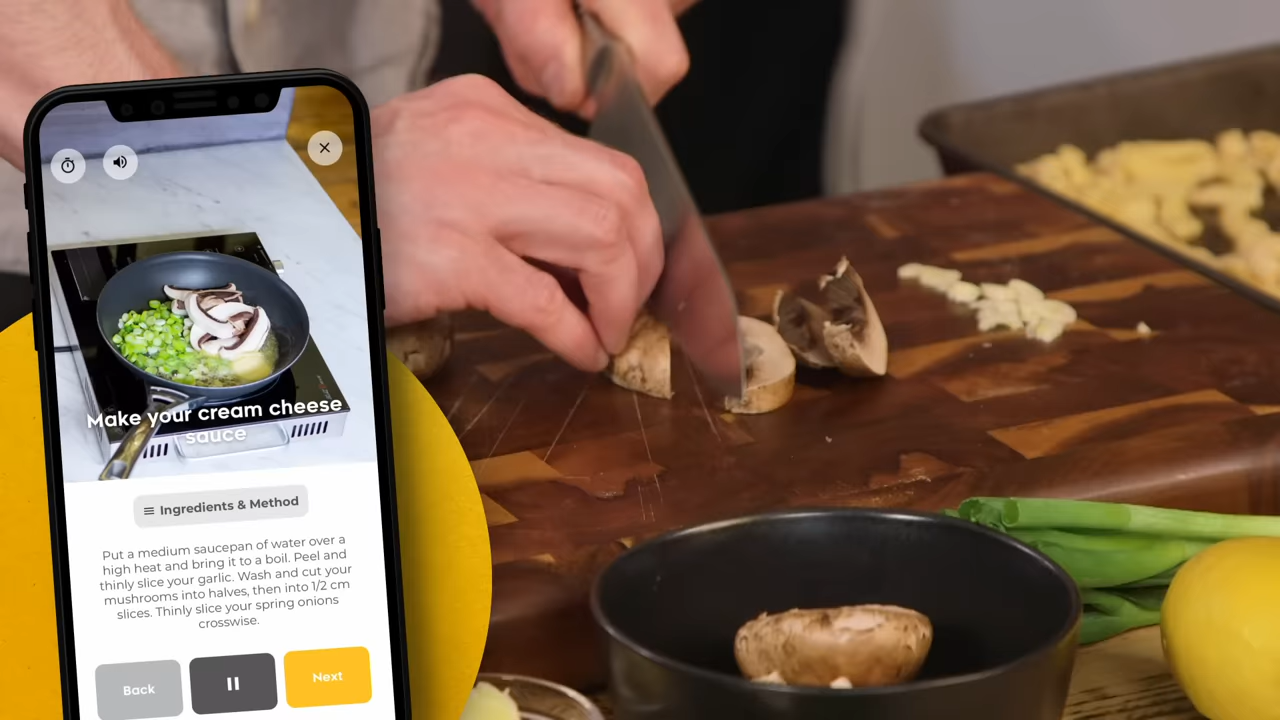 Make your cream cheese
sauce
Ingredients & Method
Put a medium saucepan of water over a
high heat and bring it to a boil. Peel and
thinly slice your garlic. Wash and cut your
mushrooms into halves, then into 1/2 cm
slices. Thinly slice your spring onions
crosswise.
Back
Next